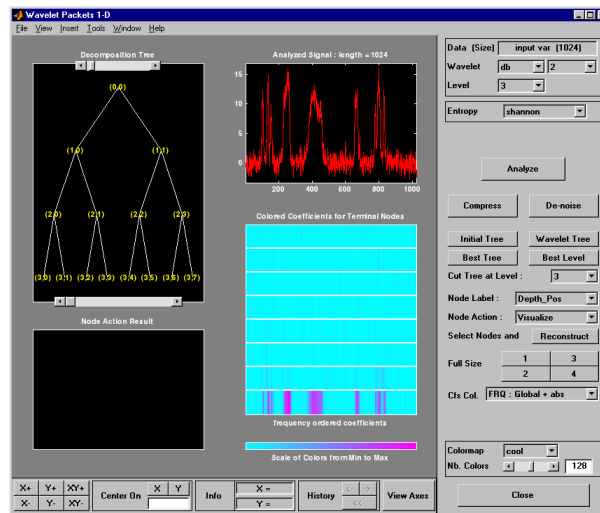 Wavelet Packets 1-D
File View Insert Tools Window Help
Decomposition Tree
(0,0)
(1,0) (1,1)
(2,0) (2,1) (2,2) (2,3)
(3,0) (3,1) (3,2) (3,3) (3,4) (3,5) (3,6) (3,7)
Node Action Result
Analyzed Signal : length = 1024
15
10
5
0
200 400 600 800 1000
Colored Coefficients for Terminal Nodes
frequency ordered coefficients
Scale of Colors from Min to Max
Data (Size) input var (1024)
Wavelet db 2
Level 3
Entropy shannon
Analyze
Compress De-noise
Initial Tree Wavelet Tree
Best Tree Best Level
Cut Tree at Level : 3
Node Label : Depth_Pos
Node Action : Visualize
Select Nodes and Reconstruct
Full Size 1 3
2 4
Cfs Col. FRQ : Global + abs
Colormap cool
Nb. Colors 128
Close
X+ Y+ XY+
X- Y- XY-
Center On X Y
Info X =
Y =
History < >
<<
View Axes